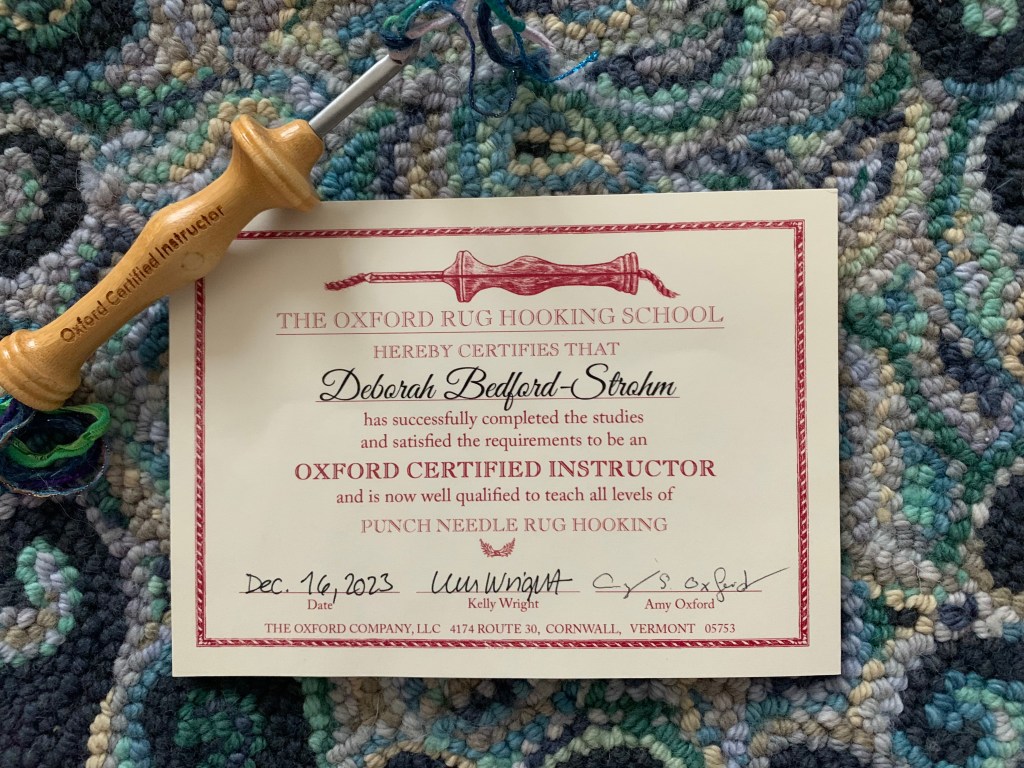 Oxford Certified Instructor
THE OXFORD RUG HOOKING SCHOOL
HEREBY CERTIFIES THAT
Deborah Bedford-Strohm
has successfully completed the studies
and satisfied the requirements to be an
OXFORD CERTIFIED INSTRUCTOR
and is now well qualified to teach all levels of
PUNCH NEEDLE RUG HOOKING
Dec. 16, 2023 Wright Oxford
Date Kelly Wright Amy Oxford
THE OXFORD COMPANY, LLC 4174 ROUTE 30, CORNWALL, VERMONT 05753